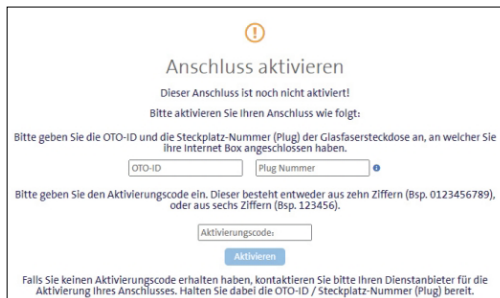 Anschluss aktivieren
Dieser Anschluss ist noch nicht aktiviert!
Bitte aktivieren Sie Ihren Anschluss wie folgt:
Bitte geben Sie die OTO-ID und die Steckplatz-Nummer (Plug) der Glasfasersteckdose an, an welcher Sie
ihre Internet Box angeschlossen haben.
OTO-ID Plug Nummer
Bitte geben Sie den Aktivierungscode ein. Dieser besteht entweder aus zehn Ziffern (Bsp. 0123456789),
oder aus sechs Ziffern (Bsp. 123456).
Aktivierungscode:
Aktivieren
Falls Sie keinen Aktivierungscode erhalten haben, kontaktieren Sie bitte Ihren Dienstanbieter für die
Aktivierung Ihres Anschlusses. Halten Sie dabei die OTO-ID / Steckplatz-Nummer (Plug) bereit.